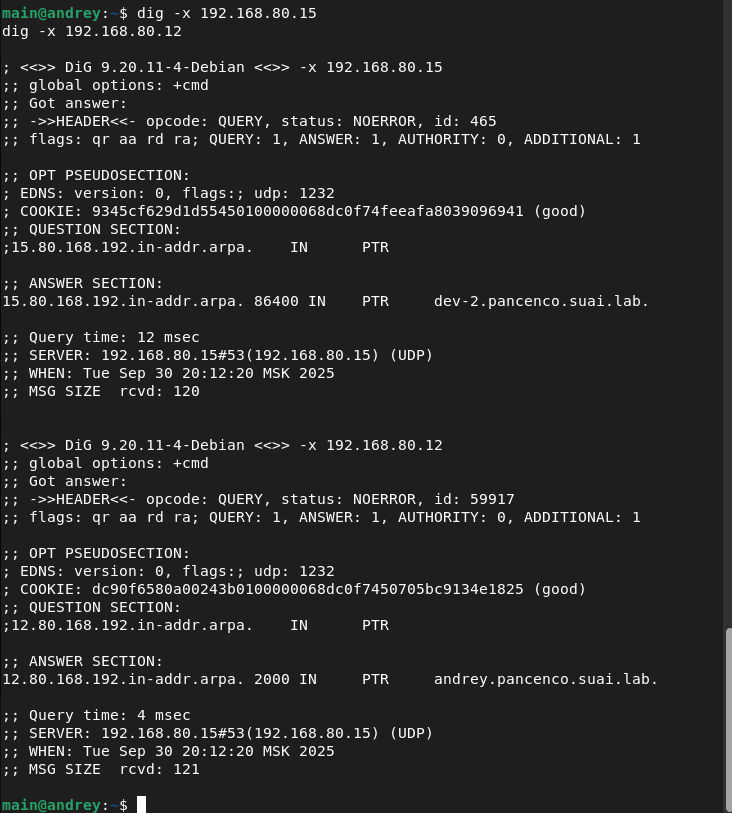 main@andrey:~$ dig -x 192.168.80.15
dig -x 192.168.80.12
; <<>> DiG 9.20.11-4-Debian <<>> -x 192.168.80.15
;; global options: +cmd
;; Got answer:
;; ->>HEADER<<- opcode: QUERY, status: NOERROR, id: 465
;; flags: qr aa rd ra; QUERY: 1, ANSWER: 1, AUTHORITY: 0, ADDITIONAL: 1
;; OPT PSEUDOSECTION:
; EDNS: version: 0, flags:; udp: 1232
; COOKIE: 9345cf629d1d55450100000068dc0f74feeafa8039096941 (good)
;; QUESTION SECTION:
;15.80.168.192.in-addr.arpa.    IN      PTR
;; ANSWER SECTION:
15.80.168.192.in-addr.arpa. 86400 IN    PTR     dev-2.pancenco.suai.lab.
;; Query time: 12 msec
;; SERVER: 192.168.80.15#53(192.168.80.15) (UDP)
;; WHEN: Tue Sep 30 20:12:20 MSK 2025
;; MSG SIZE  rcvd: 120
; <<>> DiG 9.20.11-4-Debian <<>> -x 192.168.80.12
;; global options: +cmd
;; Got answer:
;; ->>HEADER<<- opcode: QUERY, status: NOERROR, id: 59917
;; flags: qr aa rd ra; QUERY: 1, ANSWER: 1, AUTHORITY: 0, ADDITIONAL: 1
;; OPT PSEUDOSECTION:
; EDNS: version: 0, flags:; udp: 1232
; COOKIE: dc90f6580a00243b0100000068dc0f7450705bc9134e1825 (good)
;; QUESTION SECTION:
;12.80.168.192.in-addr.arpa.    IN      PTR
;; ANSWER SECTION:
12.80.168.192.in-addr.arpa. 2000 IN     PTR     andrey.pancenco.suai.lab.
;; Query time: 4 msec
;; SERVER: 192.168.80.15#53(192.168.80.15) (UDP)
;; WHEN: Tue Sep 30 20:12:20 MSK 2025
;; MSG SIZE  rcvd: 121
main@andrey:~$